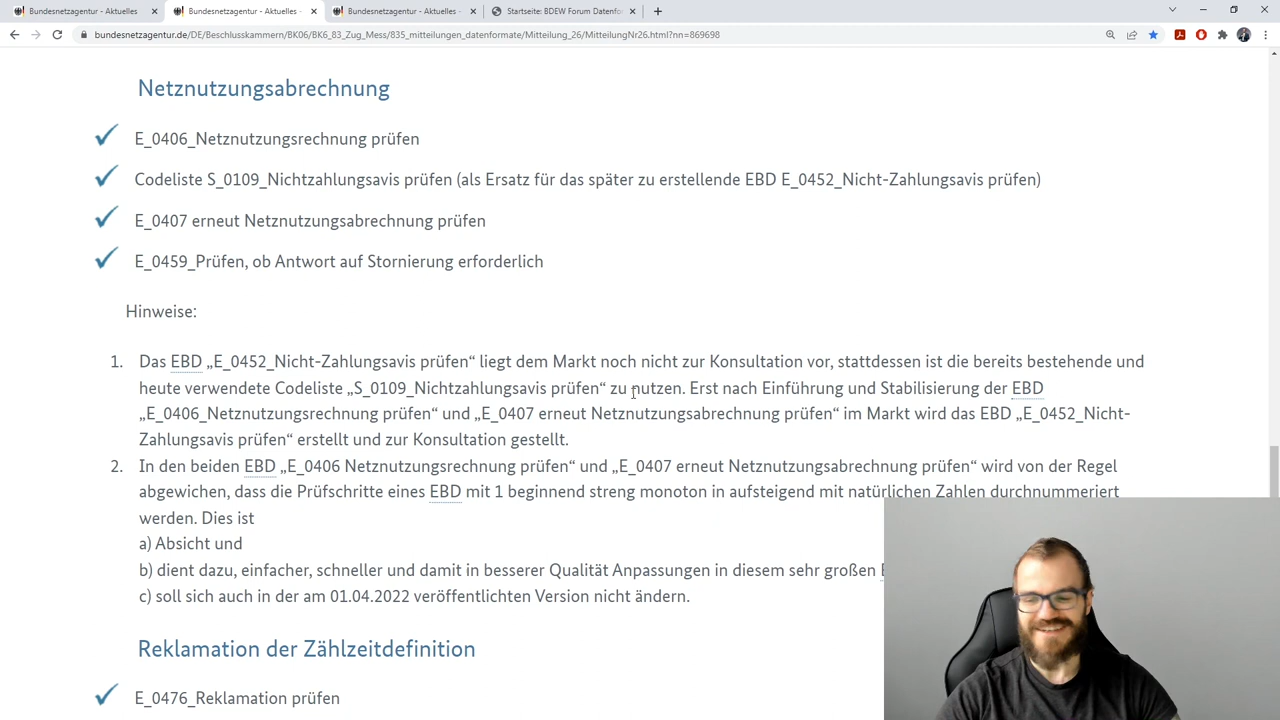 Bundesnetzagentur - Aktuelles
Bundesnetzagentur - Aktuelles -
Bundesnetzagentur - Aktuelles -
Startseite: BDEW Forum Datenfo
bundesnetzagentur.de/DE/Beschlusskammern/BK06/BK6_83_Zug_Mess/835_mitteilungen_datenformate/Mitteilung_26/MitteilungNr26.html?nn=869698
Netznutzungsabrechnung
E_0406_Netznutzungsrechnung prüfen
Codeliste S_0109_Nichtzahlungsavis prüfen (als Ersatz für das später zu erstellende EBD E_0452_Nicht-Zahlungsavis prüfen)
E_0407 erneut Netznutzungsabrechnung prüfen
E_0459_Prüfen, ob Antwort auf Stornierung erforderlich
Hinweise:
1. Das EBD „E_0452_Nicht-Zahlungsavis prüfen“ liegt dem Markt noch nicht zur Konsultation vor, stattdessen ist die bereits bestehende und
heute verwendete Codeliste „S_0109_Nichtzahlungsavis prüfen“ zu nutzen. Erst nach Einführung und Stabilisierung der EBD
„E_0406_Netznutzungsrechnung prüfen“ und „E_0407 erneut Netznutzungsabrechnung prüfen“ im Markt wird das EBD „E_0452_Nicht-
Zahlungsavis prüfen“ erstellt und zur Konsultation gestellt.
2. In den beiden EBD „E_0406 Netznutzungsrechnung prüfen“ und „E_0407 erneut Netznutzungsabrechnung prüfen“ wird von der Regel
abgewichen, dass die Prüfschritte eines EBD mit 1 beginnend streng monoton in aufsteigend mit natürlichen Zahlen durchnummeriert
werden. Dies ist
a) Absicht und
b) dient dazu, einfacher, schneller und damit in besserer Qualität Anpassungen in diesem sehr großen
c) soll sich auch in der am 01.04.2022 veröffentlichten Version nicht ändern.
Reklamation der Zählzeitdefinition
E_0476_Reklamation prüfen